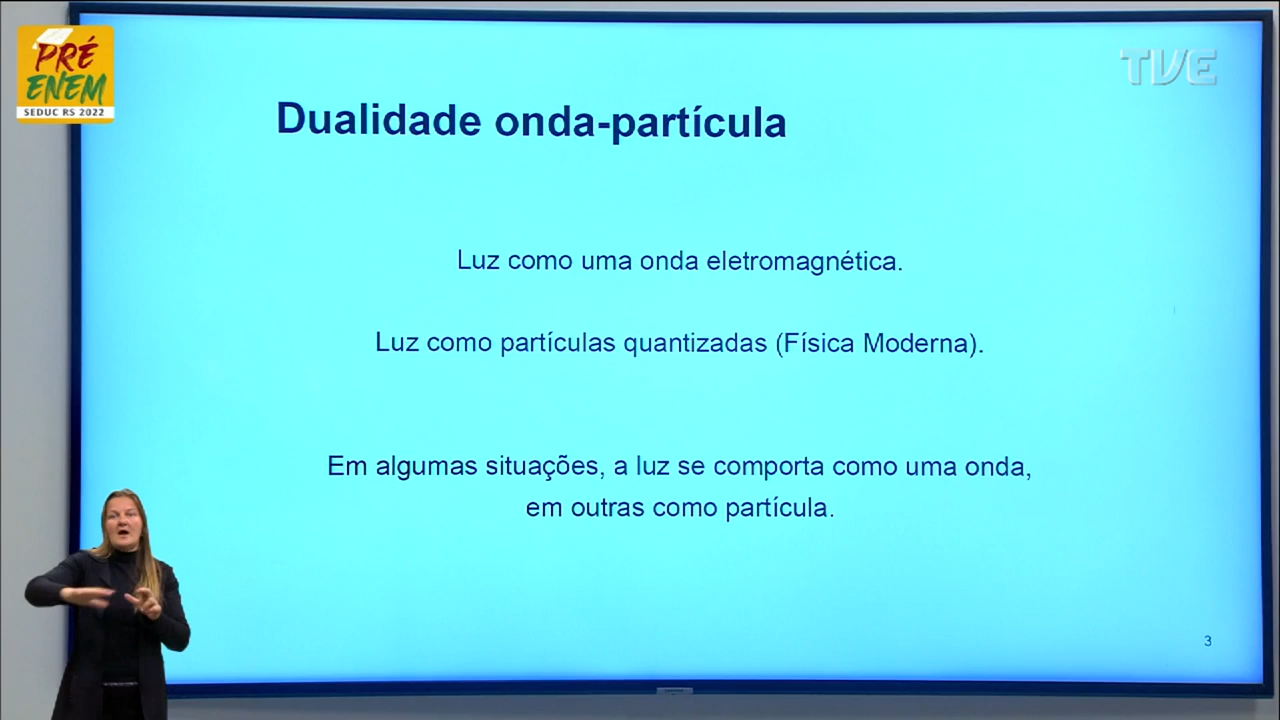 PRÉ
ENEM
SEDUC RS 2022
TVE
Dualidade onda-partícula
Luz como uma onda eletromagnética.
Luz como partículas quantizadas (Física Moderna).
Em algumas situações, a luz se comporta como uma onda,
em outras como partícula.
3